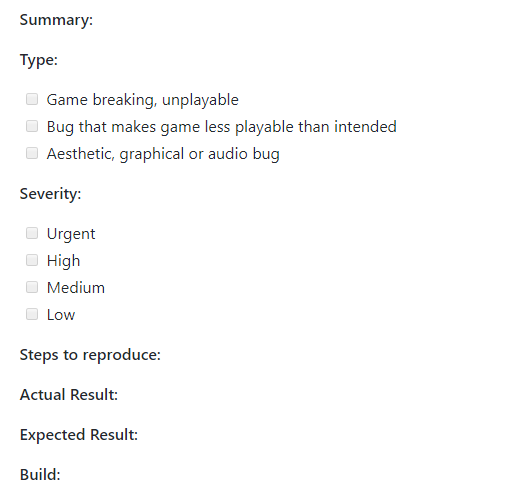 Summary:
Type:
Game breaking, unplayable
Bug that makes game less playable than intended
Aesthetic, graphical or audio bug
Severity:
Urgent
High
Medium
Low
Steps to reproduce:
Actual Result:
Expected Result:
Build: